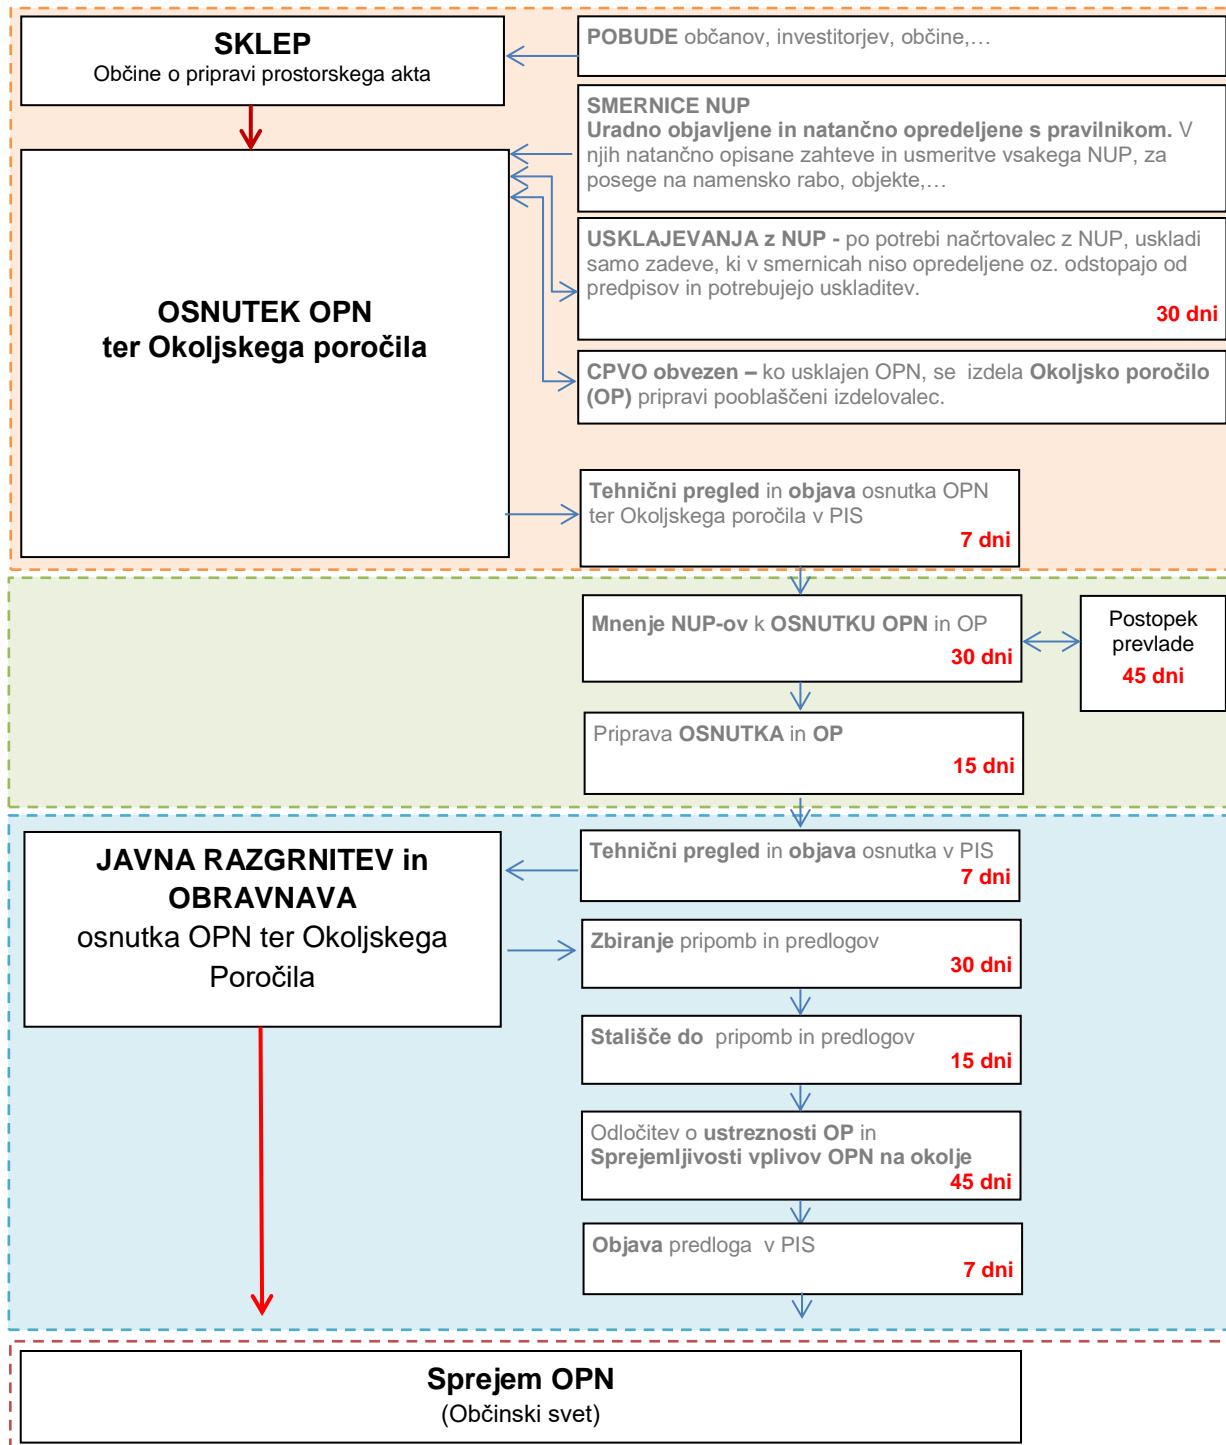 SKLEP
Občine o pripravi prostorskega akta
POBUDE občanov, investitorjev, občine,…
SMERNICE NUP
Uradno objavljene in natančno opredeljene s pravilnikom. V
njih natančno opisane zahteve in usmeritve vsakega NUP, za
posege na namensko rabo, objekte,…
OSNUTEK OPN
ter Okoljskega poročila
USKLAJEVANJA z NUP - po potrebi načrtovalec z NUP, uskladi
samo zadeve, ki v smernicah niso opredeljene oz. odstopajo od
predpisov in potrebujejo uskladitev.
30 dni
CPVO obvezen – ko usklajen OPN, se izdela Okoljsko poročilo
(OP) pripravi pooblaščeni izdelovalec.
Tehnični pregled in objava osnutka OPN
ter Okoljskega poročila v PIS
7 dni
Mnenje NUP-ov k OSNUTKU OPN in OP
30 dni
Postopek
prevlade
45 dni
Priprava OSNUTKA in OP
15 dni
JAVNA RAZGRNITEV in
OBRAVNAVA
osnutka OPN ter Okoljskega
Poročila
Tehnični pregled in objava osnutka v PIS
7 dni
Zbiranje pripomb in predlogov
30 dni
Stališče do pripomb in predlogov
15 dni
Odločitev o ustreznosti OP in
Sprejemljivosti vplivov OPN na okolje
45 dni
Objava predloga v PIS
7 dni
Sprejem OPN
(Občinski svet)